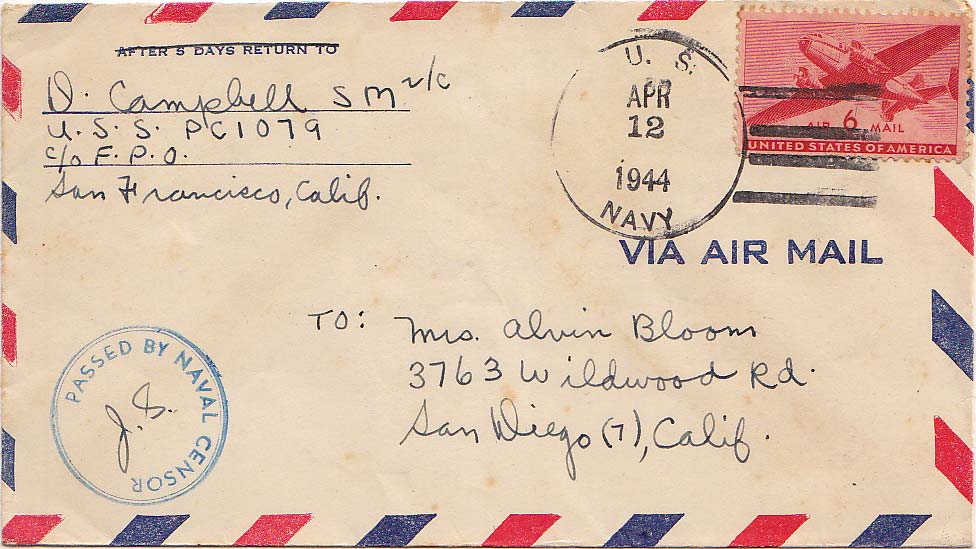 AFTER 5 DAYS RETURN TO
D. Campbell SM 2/c
U.S.S. PC1079
c/o F.P.O.
San Francisco, Calif.
U. S.
APR
12
1944
NAVY
AIR 6 MAIL
UNITED STATES OF AMERICA
VIA AIR MAIL
TO: Mrs. Alvin Bloom
3763 Wildwood Rd.
San Diego (7), Calif.
PASSED BY NAVAL CENSOR
J.S.